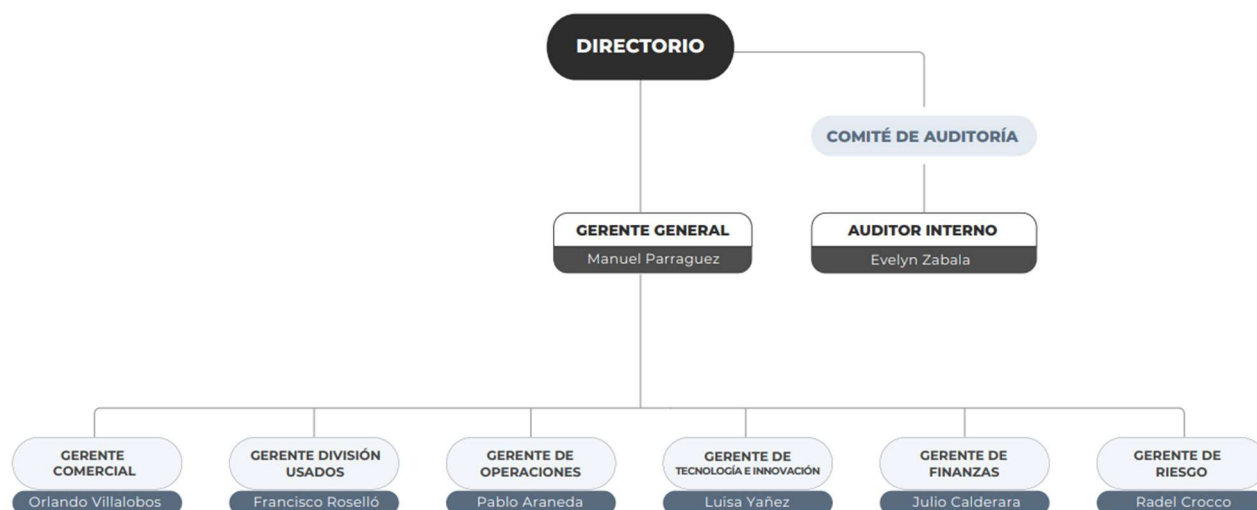 DIRECTORIO
COMITÉ DE AUDITORÍA
GERENTE GENERAL
Manuel Parraguez
AUDITOR INTERNO
Evelyn Zabala
GERENTE
COMERCIAL
Orlando Villalobos
GERENTE DIVISIÓN
USADOS
Francisco Roselló
GERENTE DE
OPERACIONES
Pablo Araneda
GERENTE DE
TECNOLOGÍA E INNOVACIÓN
Luisa Yañez
GERENTE DE
FINANZAS
Julio Calderara
GERENTE DE
RIESGO
Radel Crocco